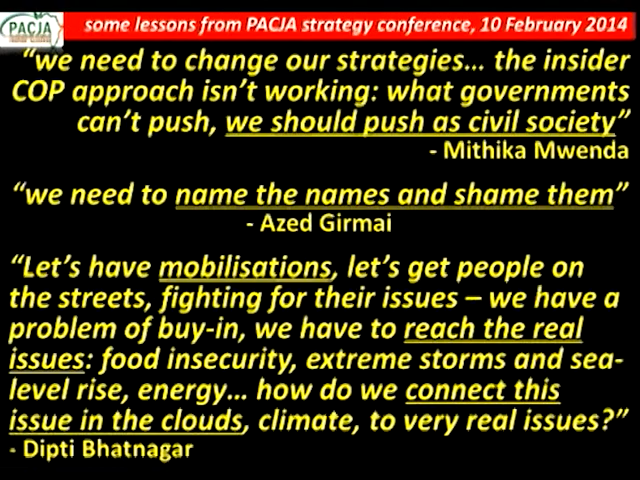 PACJA
some lessons from PACJA strategy conference, 10 February 2014
“we need to change our strategies… the insider
COP approach isn’t working: what governments
can’t push, we should push as civil society”
- Mithika Mwenda
“we need to name the names and shame them”
- Azed Girmai
“Let’s have mobilisations, let’s get people on
the streets, fighting for their issues – we have a
problem of buy-in, we have to reach the real
issues: food insecurity, extreme storms and sea-
level rise, energy… how do we connect this
issue in the clouds, climate, to very real issues?”
- Dipti Bhatnagar